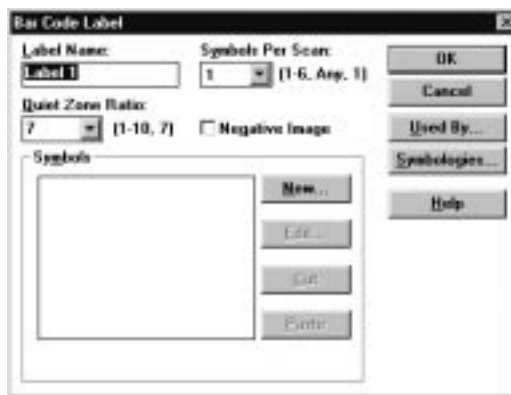 Bar Code Label
Label Name:
Label 1
Symbols Per Scan:
1 (1-6, Any, 1)
Quiet Zone Ratio:
7 (1-10, 7)
Negative Image
Symbols
New...
Edit...
Cut
Paste
OK
Cancel
Used By...
Symbologies...
Help